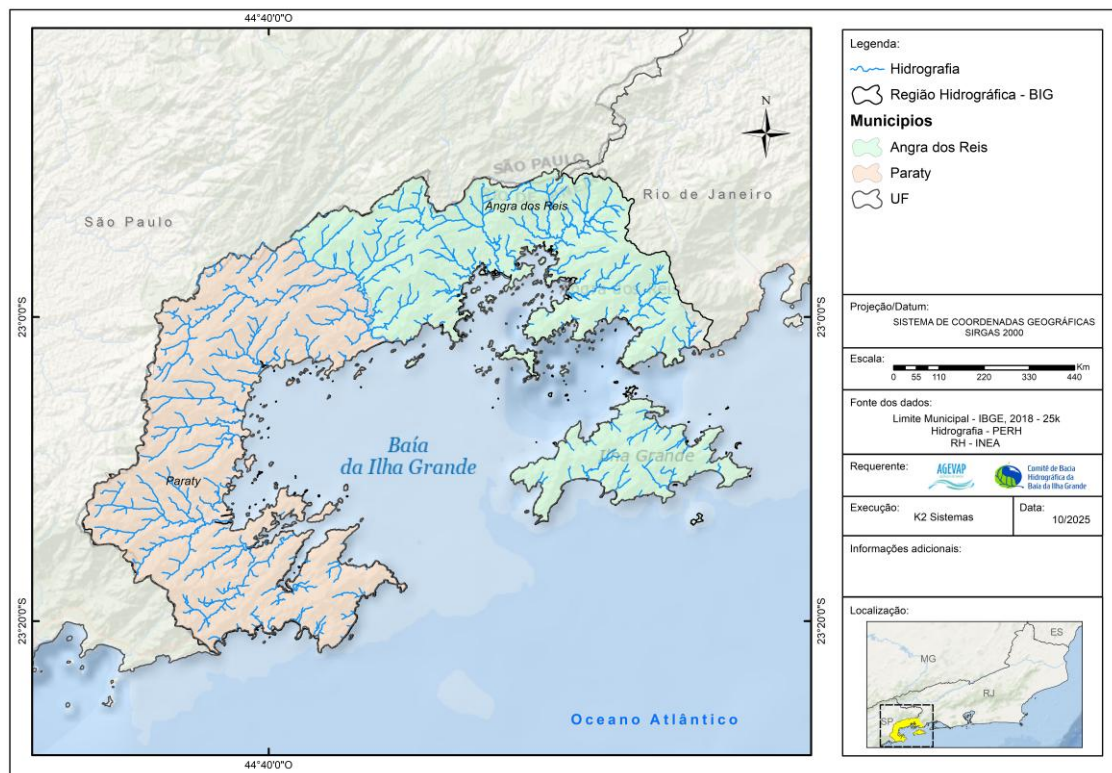 44°40'0"O
São Paulo
SÃO PAULO
Rio de Janeiro
N
Angra dos Reis
23°0'0"S
23°0'0"S
Baía
da Ilha Grande
Ilha Grande
Paraty
23°20'0"S
23°20'0"S
Oceano Atlântico
44°40'0"O
Legenda:
Hidrografia
Região Hidrográfica - BIG
Municipios
Angra dos Reis
Paraty
UF
Projeção/Datum:
SISTEMA DE COORDENADAS GEOGRÁFICAS
SIRGAS 2000
Escala:
Km
0 55 110 220 330 440
Fonte dos dados:
Limite Municipal - IBGE, 2018 - 25k
Hidrografia - PERH
RH - INEA
Requerente:
AGEVAP
Comitê de Bacia
Hidrográfica da
Baía da Ilha Grande
Execução:
K2 Sistemas
Data:
10/2025
Informações adicionais:
Localização:
ES
MG
RJ
SP